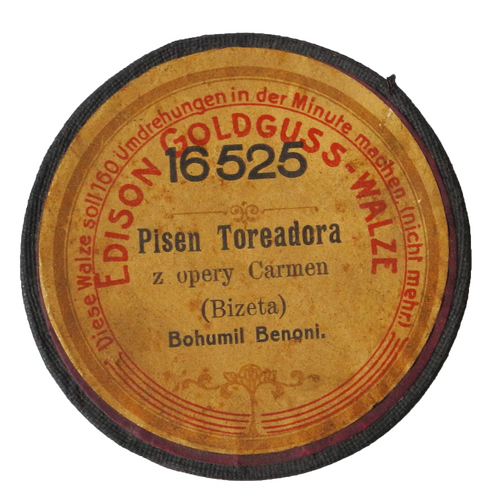 Diese Walze soll 160 Umdrehungen in der Minute machen, (nicht mehr)
EDISON GOLDGUSS-WALZE
16525
Pisen Toreadora
z opery Carmen
(Bizeta)
Bohumil Benoni.